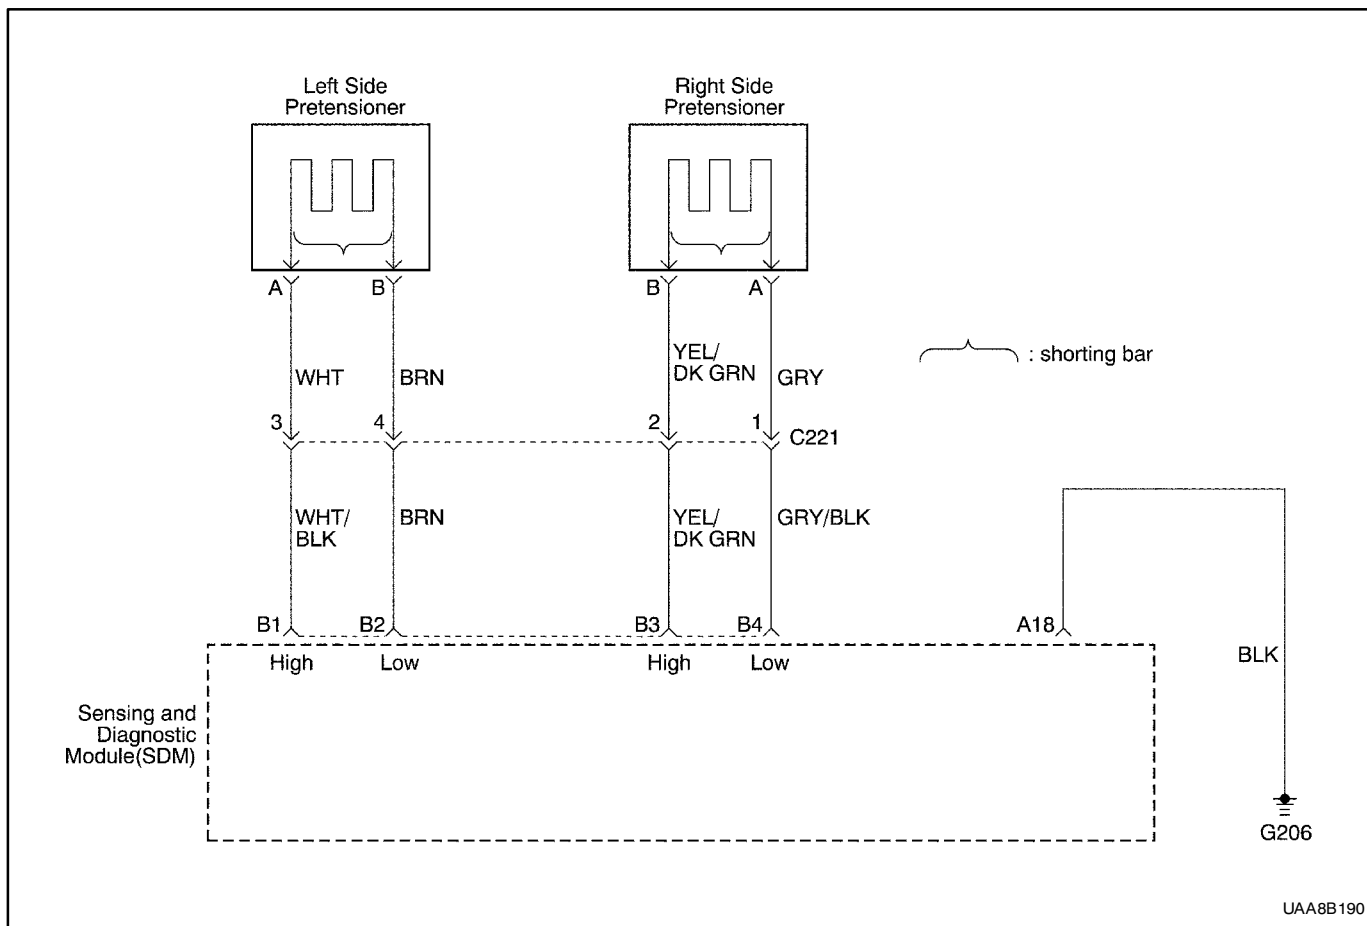 Left Side
Pretensioner
Right Side
Pretensioner
A
B
B
A
WHT
BRN
YEL/
DK GRN
GRY
: shorting bar
3
4
2
1
C221
WHT/
BLK
BRN
YEL/
DK GRN
GRY/BLK
B1
B2
B3
B4
A18
High
Low
High
Low
BLK
Sensing and
Diagnostic
Module(SDM)
G206
UAA8B190